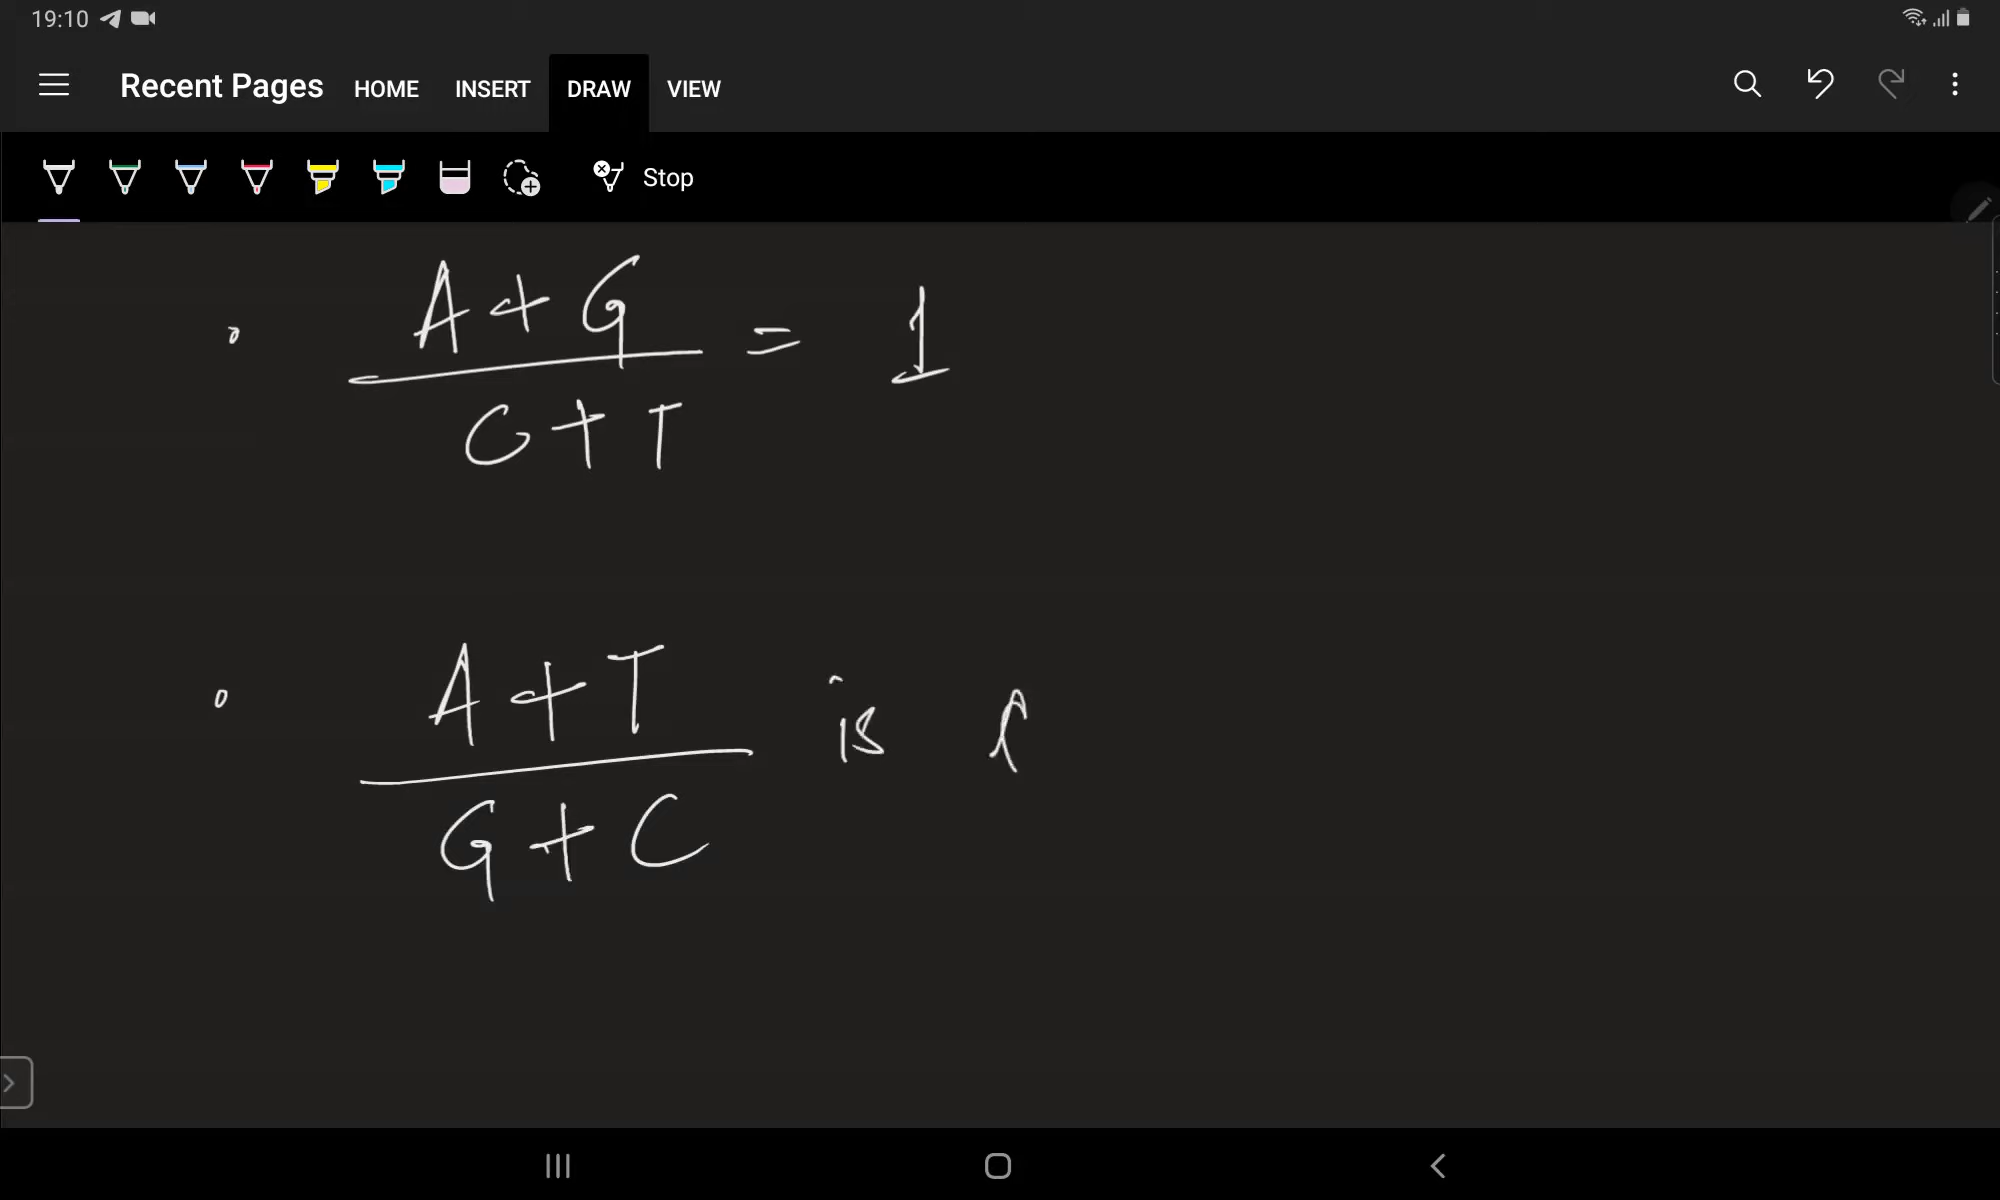 19:10
Recent Pages HOME INSERT DRAW VIEW
Stop
A + G
= 1
C + T
A + T
is
G + C